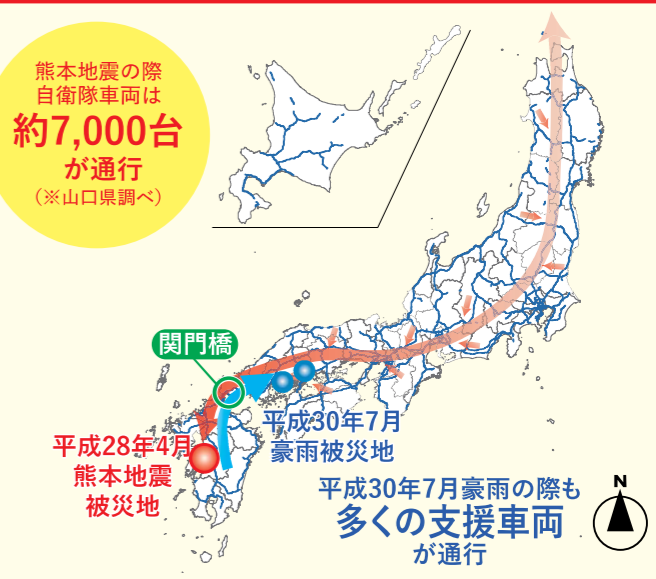 熊本地震の際
自衛隊車両は
約7,000台
が通行
(※山口県調べ)
関門橋
平成30年7月
豪雨被災地
平成28年4月
熊本地震
被災地
平成30年7月豪雨の際も
多くの支援車両
が通行
N